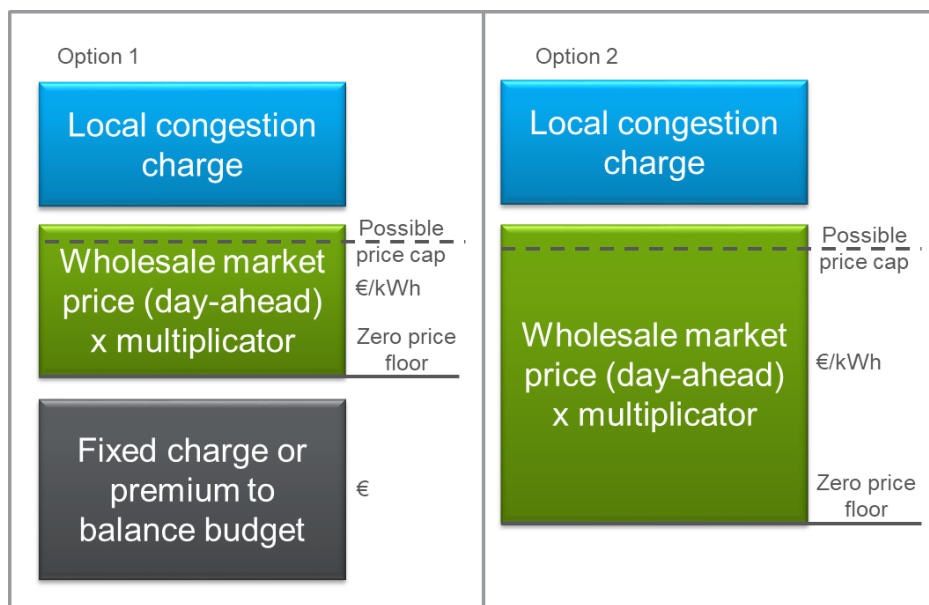 Option 1
Local congestion
charge
Possible
price cap
Wholesale market
price (day-ahead)
x multiplicator
€/kWh
Zero price
floor
Fixed charge or
premium to
balance budget
€
Option 2
Local congestion
charge
Possible
price cap
Wholesale market
price (day-ahead)
x multiplicator
€/kWh
Zero price
floor